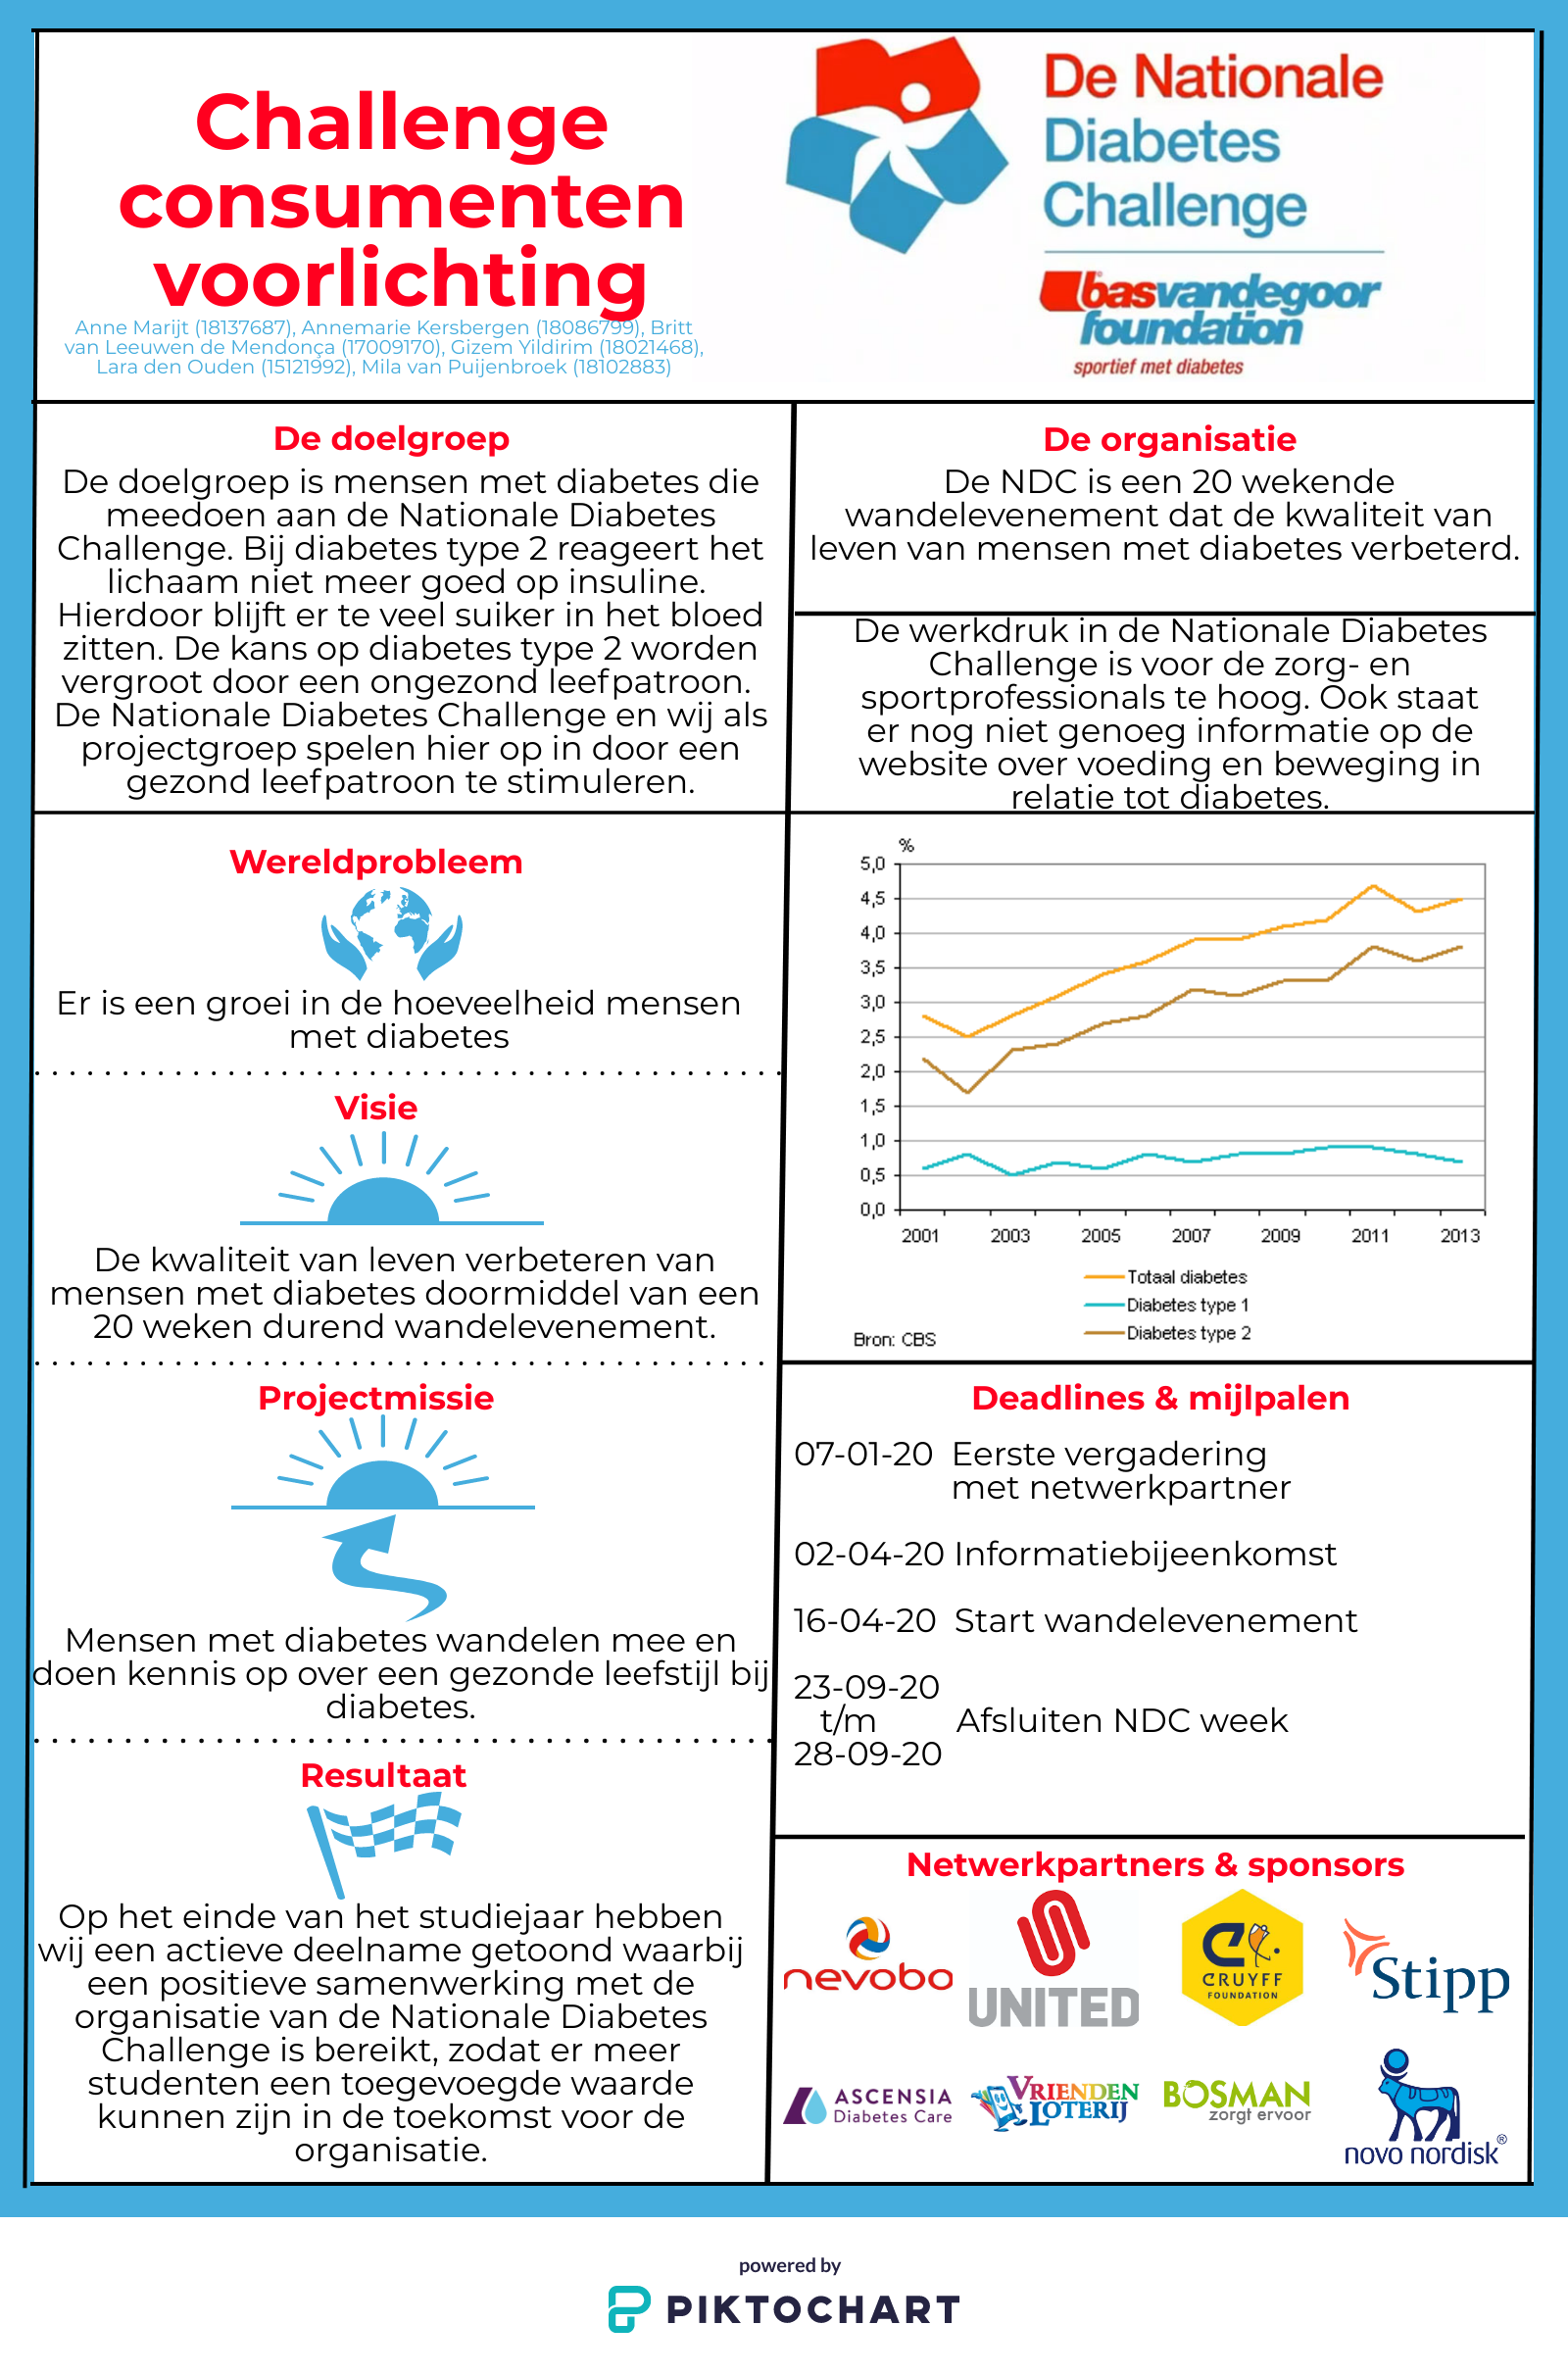 Challenge
consumenten
voorlichting
Anne Marijt (18137687), Annemarie Kersbergen (18086799), Britt
van Leeuwen de Mendonça (17009170), Gizem Yildirim (18021468),
Lara den Ouden (15121992), Mila van Puijenbroek (18102883)
De Nationale
Diabetes
Challenge
basvandegoor
foundation
sportief met diabetes
De doelgroep
De doelgroep is mensen met diabetes die
meedoen aan de Nationale Diabetes
Challenge. Bij diabetes type 2 reageert het
lichaam niet meer goed op insuline.
Hierdoor blijft er te veel suiker in het bloed
zitten. De kans op diabetes type 2 worden
vergroot door een ongezond leefpatroon.
De Nationale Diabetes Challenge en wij als
projectgroep spelen hier op in door een
gezond leefpatroon te stimuleren.
De organisatie
De NDC is een 20 wekende
wandelevenement dat de kwaliteit van
leven van mensen met diabetes verbeterd.
De werkdruk in de Nationale Diabetes
Challenge is voor de zorg- en
sportprofessionals te hoog. Ook staat
er nog niet genoeg informatie op de
website over voeding en beweging in
relatie tot diabetes.
Wereldprobleem
Er is een groei in de hoeveelheid mensen
met diabetes
Visie
De kwaliteit van leven verbeteren van
mensen met diabetes doormiddel van een
20 weken durend wandelevenement.
Projectmissie
Mensen met diabetes wandelen mee en
doen kennis op over een gezonde leefstijl bij
diabetes.
Resultaat
Op het einde van het studiejaar hebben
wij een actieve deelname getoond waarbij
een positieve samenwerking met de
organisatie van de Nationale Diabetes
Challenge is bereikt, zodat er meer
studenten een toegevoegde waarde
kunnen zijn in de toekomst voor de
organisatie.
%
5,0
4,5
4,0
3,5
3,0
2,5
2,0
1,5
1,0
0,5
0,0
2001 2003 2005 2007 2009 2011 2013
Totaal diabetes
Diabetes type 1
Diabetes type 2
Bron: CBS
Deadlines & mijlpalen
07-01-20 Eerste vergadering
met netwerkpartner
02-04-20 Informatiebijeenkomst
16-04-20 Start wandelevenement
23-09-20
t/m Afsluiten NDC week
28-09-20
Netwerkpartners & sponsors
nevobo
UNITED
CRUYFF
FOUNDATION
Stipp
ASCENSIA
Diabetes Care
VRIENDEN
LOTERIJ
BOSMAN
zorgt ervoor
novo nordisk®
powered by
PIKTOCHART